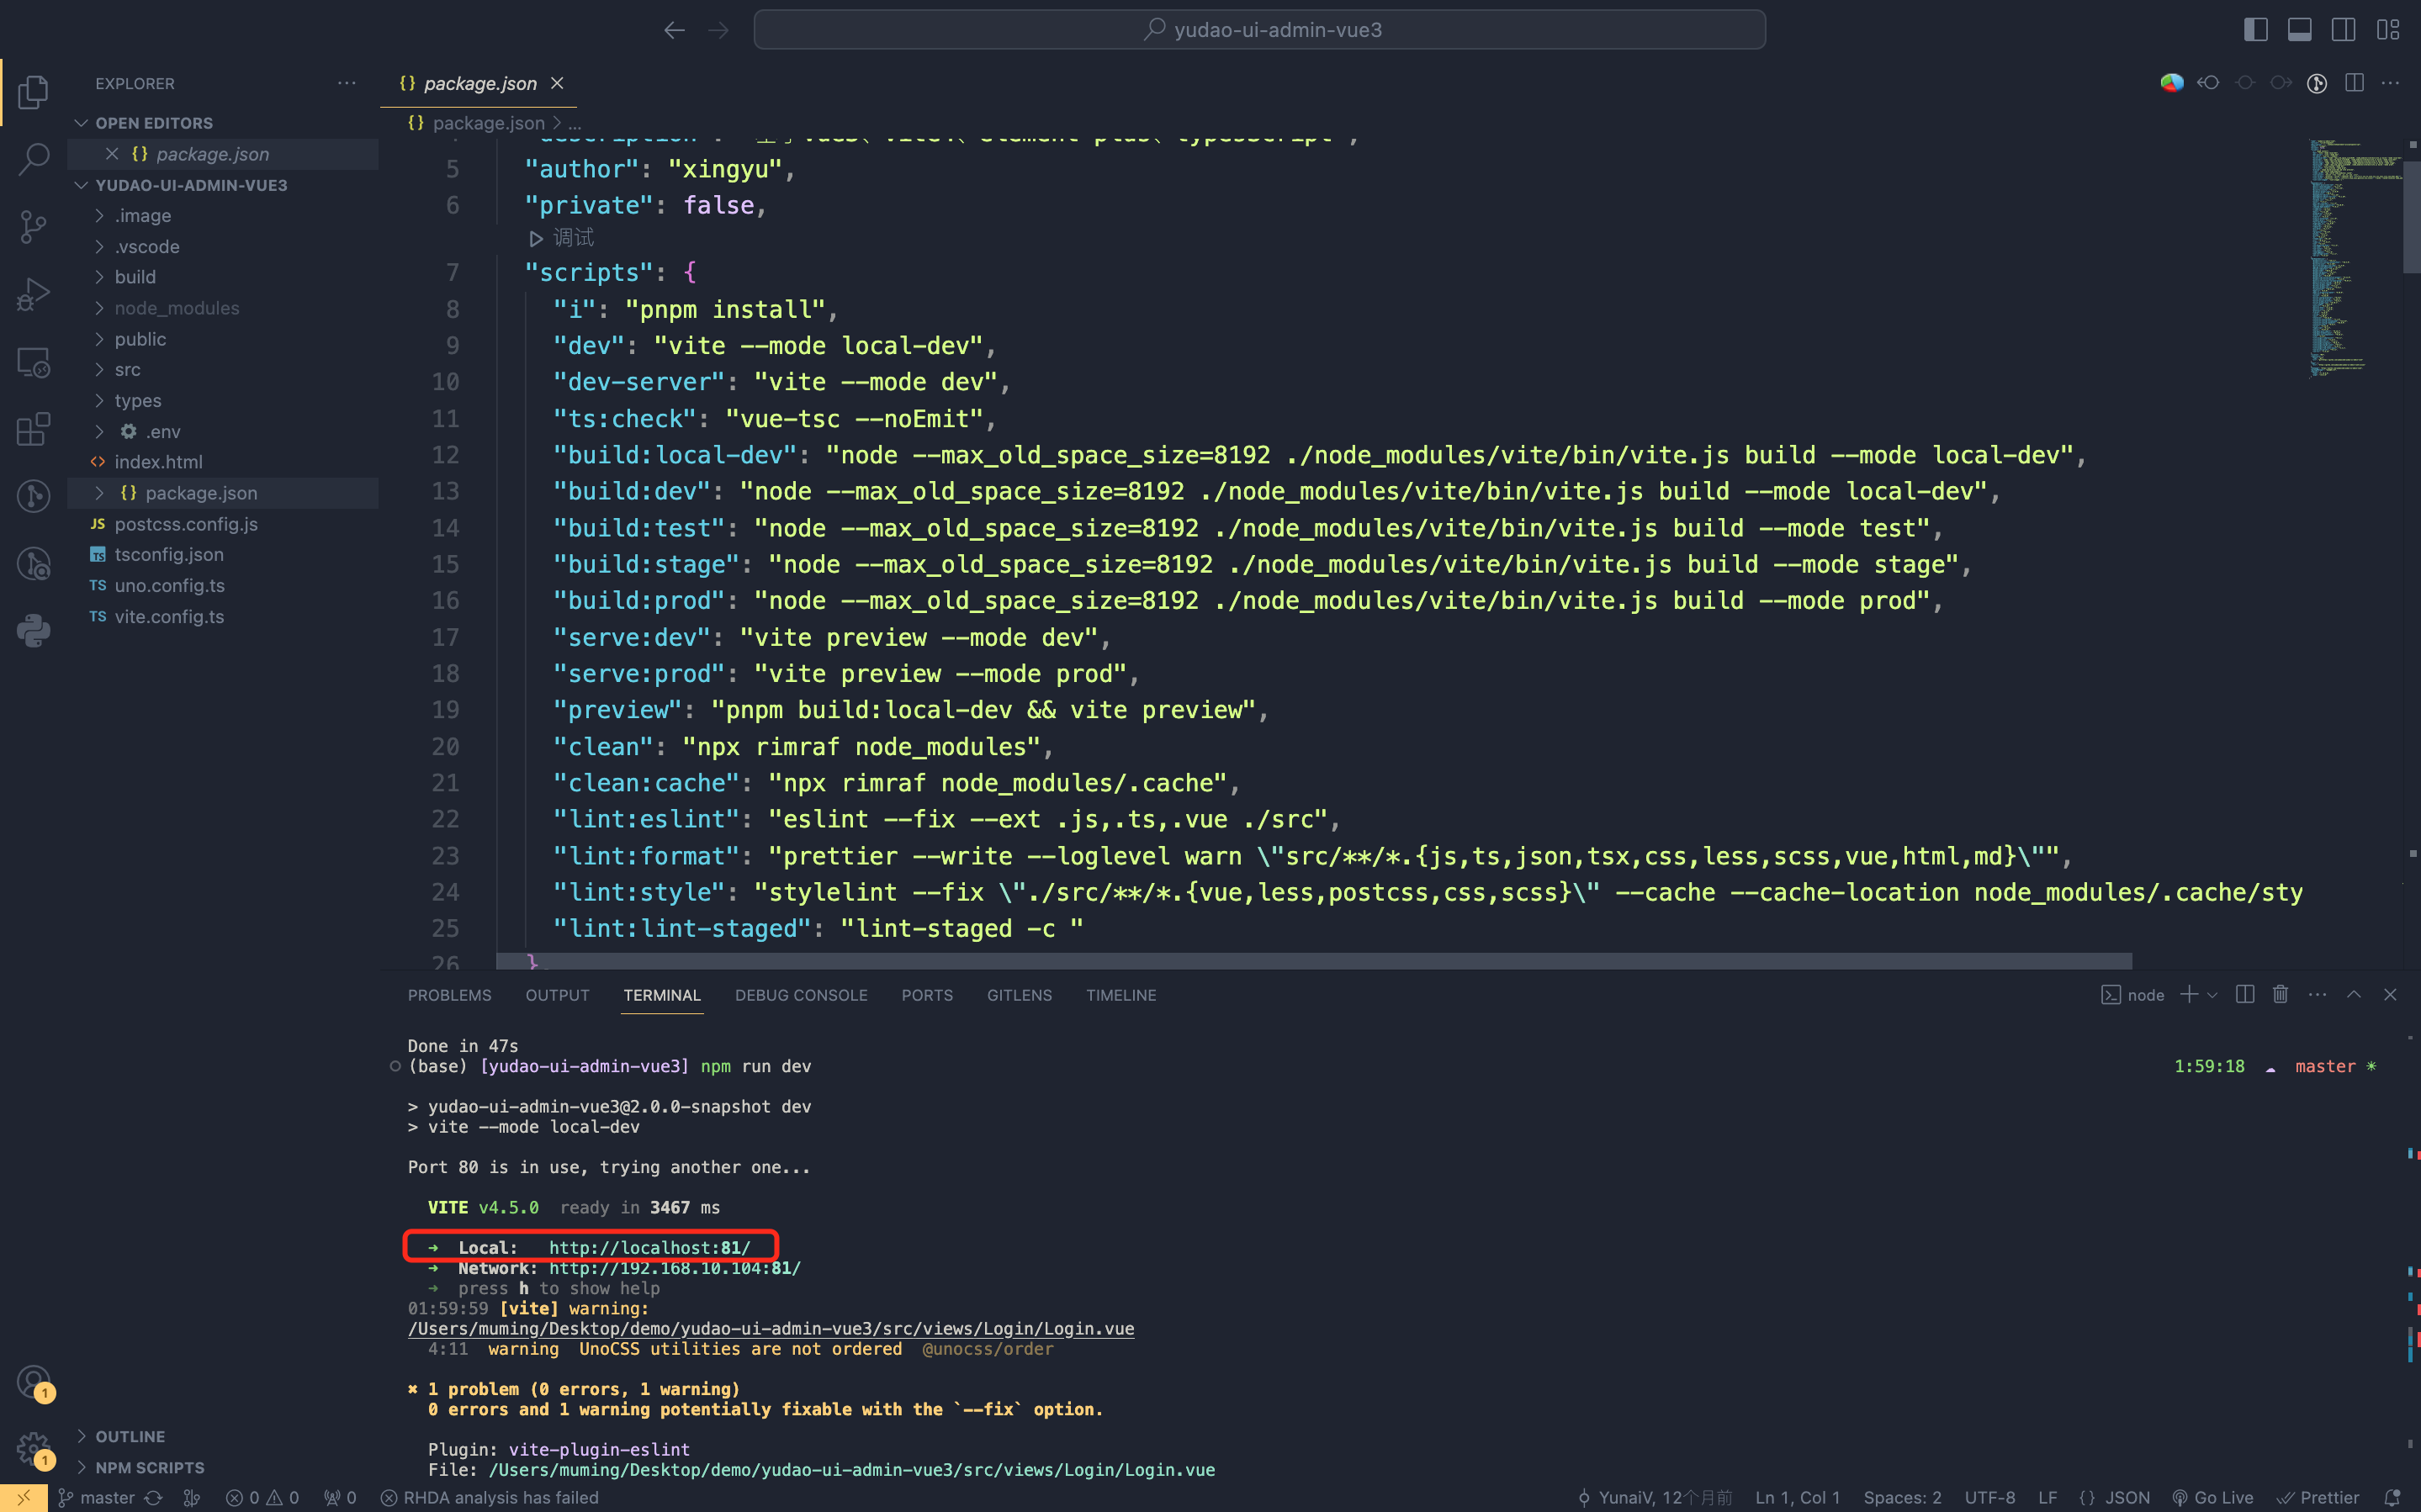 yudao-ui-admin-vue3
EXPLORER
OPEN EDITORS
package.json
YUDAO-UI-ADMIN-VUE3
.image
.vscode
build
node_modules
public
src
types
.env
index.html
package.json
postcss.config.js
tsconfig.json
uno.config.ts
vite.config.ts
OUTLINE
NPM SCRIPTS
package.json
package.json > ...
5 "author": "xingyu",
6 "private": false,
调试
7 "scripts": {
8 "i": "pnpm install",
9 "dev": "vite --mode local-dev",
10 "dev-server": "vite --mode dev",
11 "ts:check": "vue-tsc --noEmit",
12 "build:local-dev": "node --max_old_space_size=8192 ./node_modules/vite/bin/vite.js build --mode local-dev",
13 "build:dev": "node --max_old_space_size=8192 ./node_modules/vite/bin/vite.js build --mode local-dev",
14 "build:test": "node --max_old_space_size=8192 ./node_modules/vite/bin/vite.js build --mode test",
15 "build:stage": "node --max_old_space_size=8192 ./node_modules/vite/bin/vite.js build --mode stage",
16 "build:prod": "node --max_old_space_size=8192 ./node_modules/vite/bin/vite.js build --mode prod",
17 "serve:dev": "vite preview --mode dev",
18 "serve:prod": "vite preview --mode prod",
19 "preview": "pnpm build:local-dev && vite preview",
20 "clean": "npx rimraf node_modules",
21 "clean:cache": "npx rimraf node_modules/.cache",
22 "lint:eslint": "eslint --fix --ext .js,.ts,.vue ./src",
23 "lint:format": "prettier --write --loglevel warn \"src/**/*.{js,ts,json,tsx,css,less,scss,vue,html,md}\"",
24 "lint:style": "stylelint --fix \"./src/**/*.{vue,less,postcss,css,scss}\" --cache --cache-location node_modules/.cache/sty
25 "lint:lint-staged": "lint-staged -c "
26 }
PROBLEMS OUTPUT TERMINAL DEBUG CONSOLE PORTS GITLENS TIMELINE
node
Done in 47s
(base) [yudao-ui-admin-vue3] npm run dev 1:59:18 master *
> yudao-ui-admin-vue3@2.0.0-snapshot dev
> vite --mode local-dev
Port 80 is in use, trying another one...
VITE v4.5.0 ready in 3467 ms
➜ Local: http://localhost:81/
➜ Network: http://192.168.10.104:81/
➜ press h to show help
01:59:59 [vite] warning:
/Users/muming/Desktop/demo/yudao-ui-admin-vue3/src/views/Login/Login.vue
4:11 warning UnoCSS utilities are not ordered @unocss/order
✖ 1 problem (0 errors, 1 warning)
0 errors and 1 warning potentially fixable with the `--fix` option.
Plugin: vite-plugin-eslint
File: /Users/muming/Desktop/demo/yudao-ui-admin-vue3/src/views/Login/Login.vue
1
1
master 0 0 0 RHDA analysis has failed YunaiV, 12个月前 Ln 1, Col 1 Spaces: 2 UTF-8 LF {} JSON Go Live Prettier